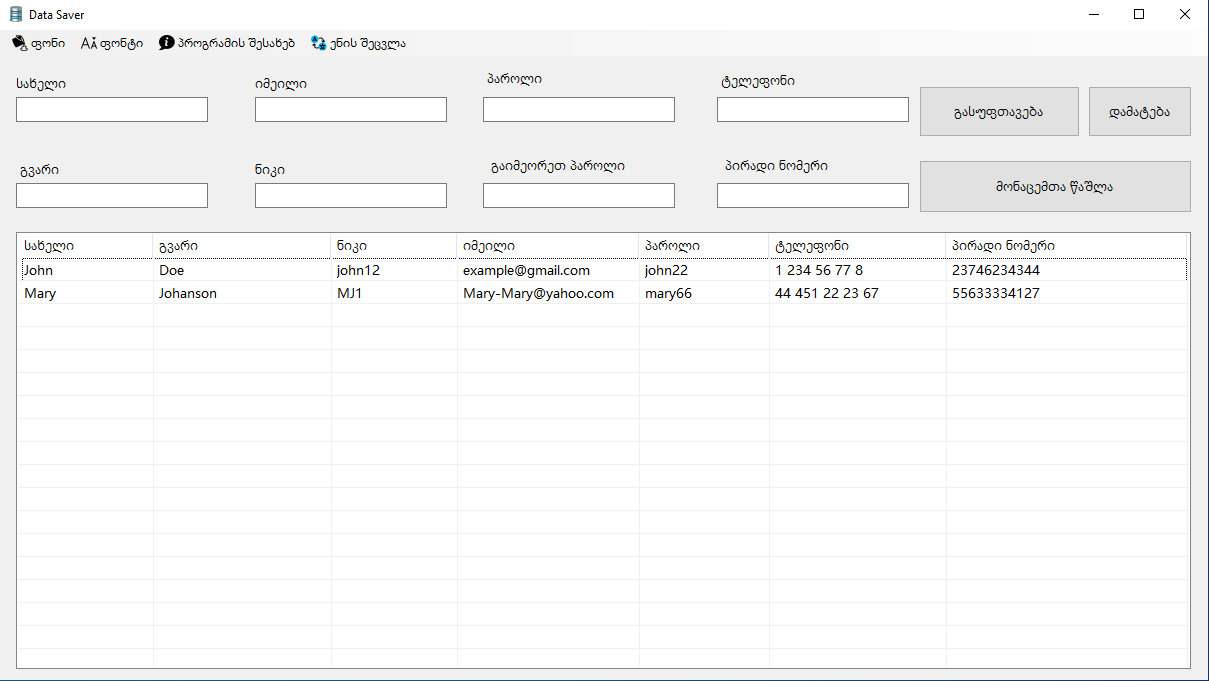 Data Saver
ფონი ფონტი პროგრამის შესახებ ენის შეცვლა
სახელი იმეილი პაროლი ტელეფონი
გასუფთავება დამატება
გვარი ნიკი გაიმეორეთ პაროლი პირადი ნომერი
მონაცემთა წაშლა
სახელი გვარი ნიკი იმეილი პაროლი ტელეფონი პირადი ნომერი
John Doe john12 example@gmail.com john22 1 234 56 77 8 23746234344
Mary Johanson MJ1 Mary-Mary@yahoo.com mary66 44 451 22 23 67 55633334127